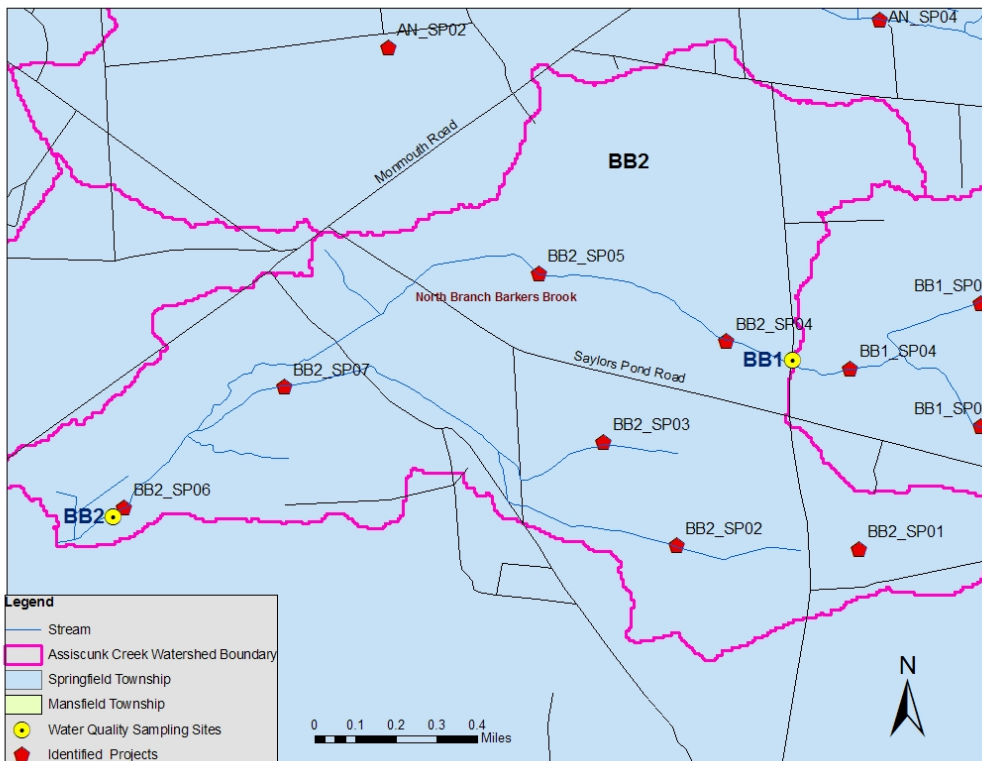 AN_SP02
AN_SP04
Monmouth Road
BB2
BB2_SP05
North Branch Barkers Brook
BB1_SP0
BB2_SP04
BB1
BB1_SP04
Saylors Pond Road
BB2_SP07
BB1_SP0
BB2_SP03
BB2_SP06
BB2
BB2_SP02
BB2_SP01
Legend
Stream
Assiscunk Creek Watershed Boundary
Springfield Township
Mansfield Township
Water Quality Sampling Sites
Identified Projects
0 0.1 0.2 0.3 0.4
Miles
N